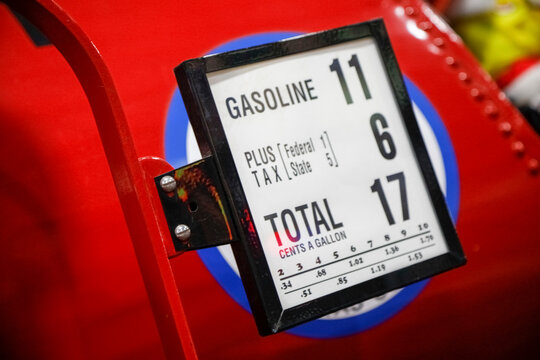 GASOLINE 11
PLUS TAX [Federal 1 State 5] 6
TOTAL 17
CENTS A GALLON
2 3 4 5 6 7 8 9 10
.34 .68 1.02 1.36 1.70
.51 .85 1.19 1.53